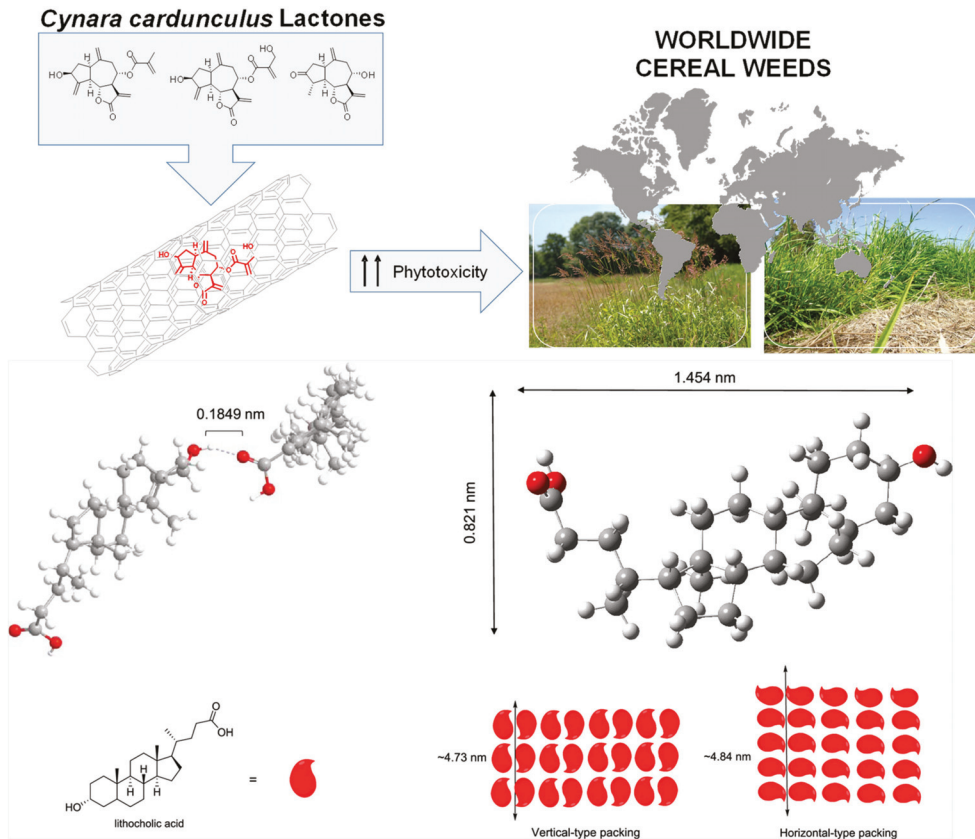 Cynara cardunculus Lactones
WORLDWIDE
CEREAL WEEDS
HO
H
H
O
O
O
O
HO
H
H
O
O
OH
O
O
O
H
H
OH
O
O
HO
H
H
O
O
HO
O
O
Phytotoxicity
0.1849 nm
1.454 nm
0.821 nm
O
OH
H
H
H
HO
=
lithocholic acid
~4.73 nm
Vertical-type packing
~4.84 nm
Horizontal-type packing